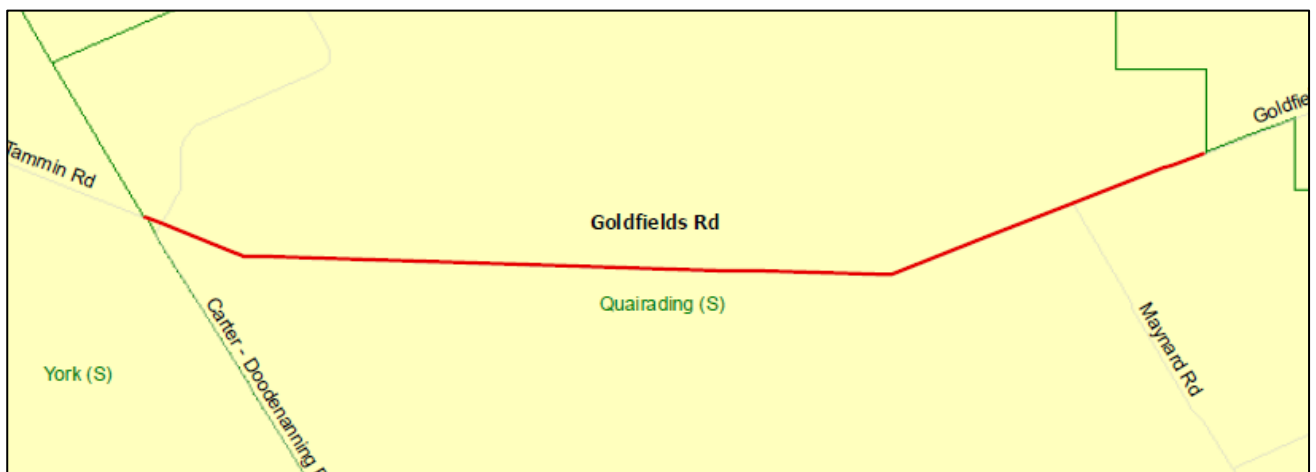 Goldfie
Tammin Rd
Goldfields Rd
Quairading (S)
Carter - Doodenanning
Maynard Rd
York (S)